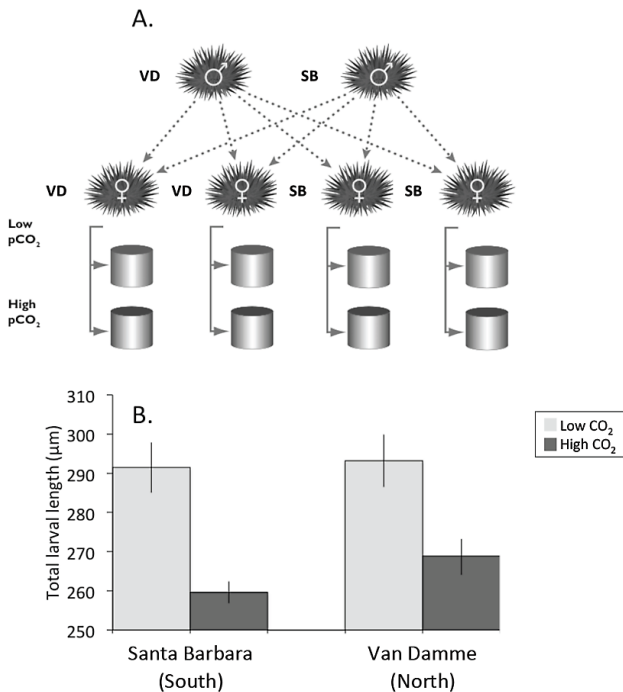 A.
VD
SB
♂
♂
VD
VD
SB
SB
♀
♀
♀
♀
Low
pCO₂
High
pCO₂
B.
310
300
290
280
270
260
250
Total larval length (µm)
Low CO₂
High CO₂
Santa Barbara
(South)
Van Damme
(North)